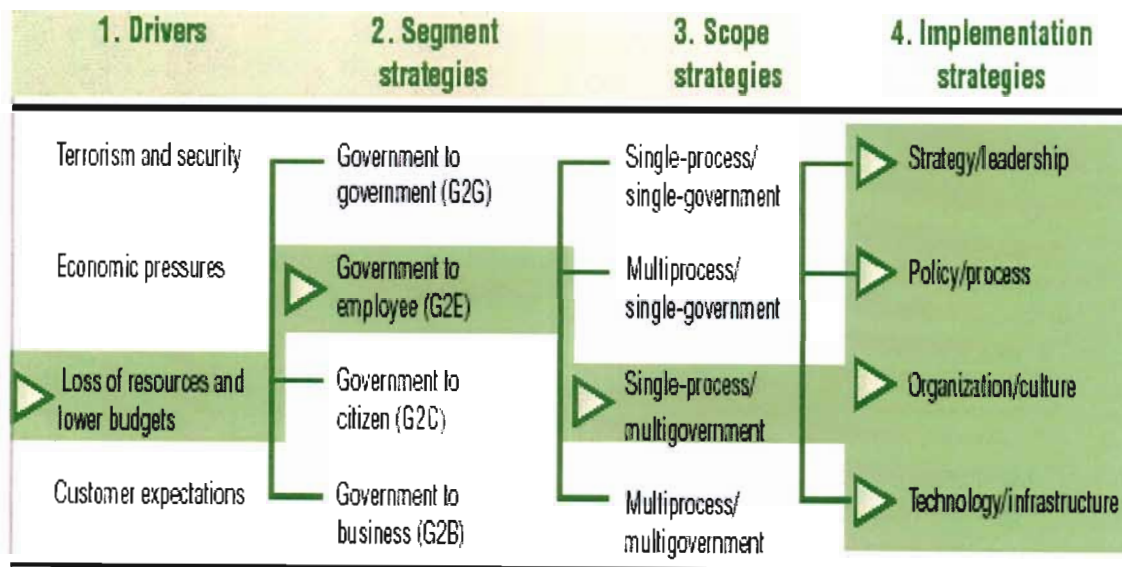 1. Drivers
2. Segment
strategies
3. Scope
strategies
4. Implementation
strategies
Terrorism and security
Economic pressures
Loss of resources and
lower budgets
Customer expectations
Government to
government (G2G)
Government to
employee (G2E)
Government to
citizen (G2C)
Government to
business (G2B)
Single-process/
single-government
Multiprocess/
single-government
Single-process/
multigovernment
Multiprocess/
multigovernment
Strategy/leadership
Policy/process
Organization/culture
Technology/infrastructure